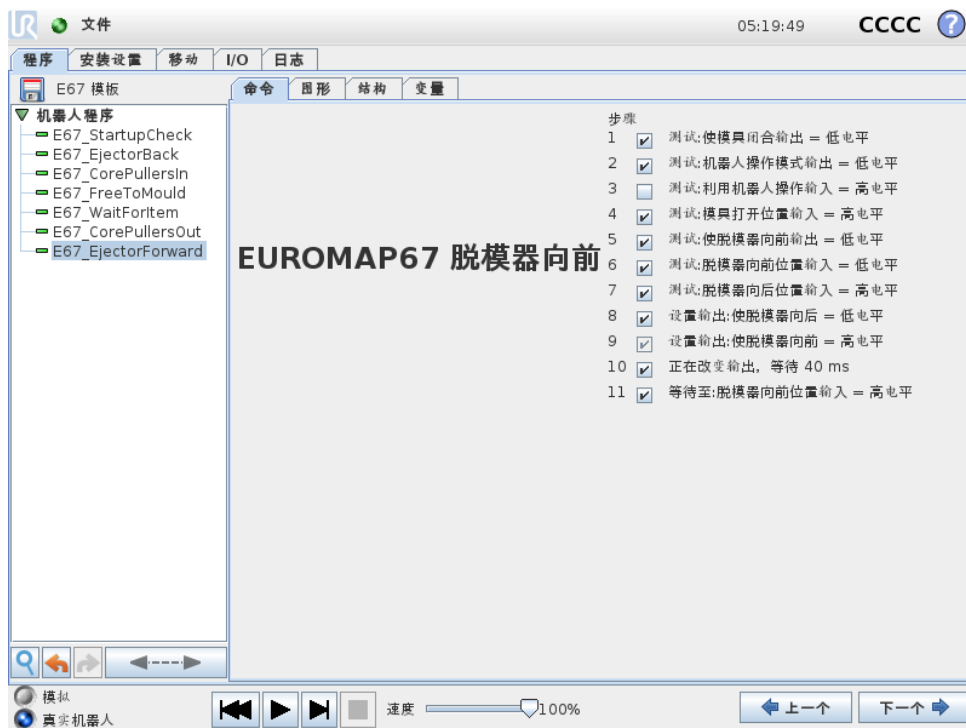 UR 文件 05:19:49 CCCC ?
程序 安装设置 移动 I/O 日志
E67 模板
命令 图形 结构 变量
机器人程序
E67_StartupCheck
E67_EjectorBack
E67_CorePullersIn
E67_FreeToMould
E67_WaitForItem
E67_CorePullersOut
E67_EjectorForward
EUROMAP67 脱模器向前
步骤
1 测试:使模具闭合输出 = 低电平
2 测试:机器人操作模式输出 = 低电平
3 测试:利用机器人操作输入 = 高电平
4 测试:模具打开位置输入 = 高电平
5 测试:使脱模器向前输出 = 低电平
6 测试:脱模器向前位置输入 = 低电平
7 测试:脱模器向后位置输入 = 高电平
8 设置输出:使脱模器向后 = 低电平
9 设置输出:使脱模器向前 = 高电平
10 正在改变输出，等待 40 ms
11 等待至:脱模器向前位置输入 = 高电平
模拟
真实机器人
速度 100%
上一个 下一个